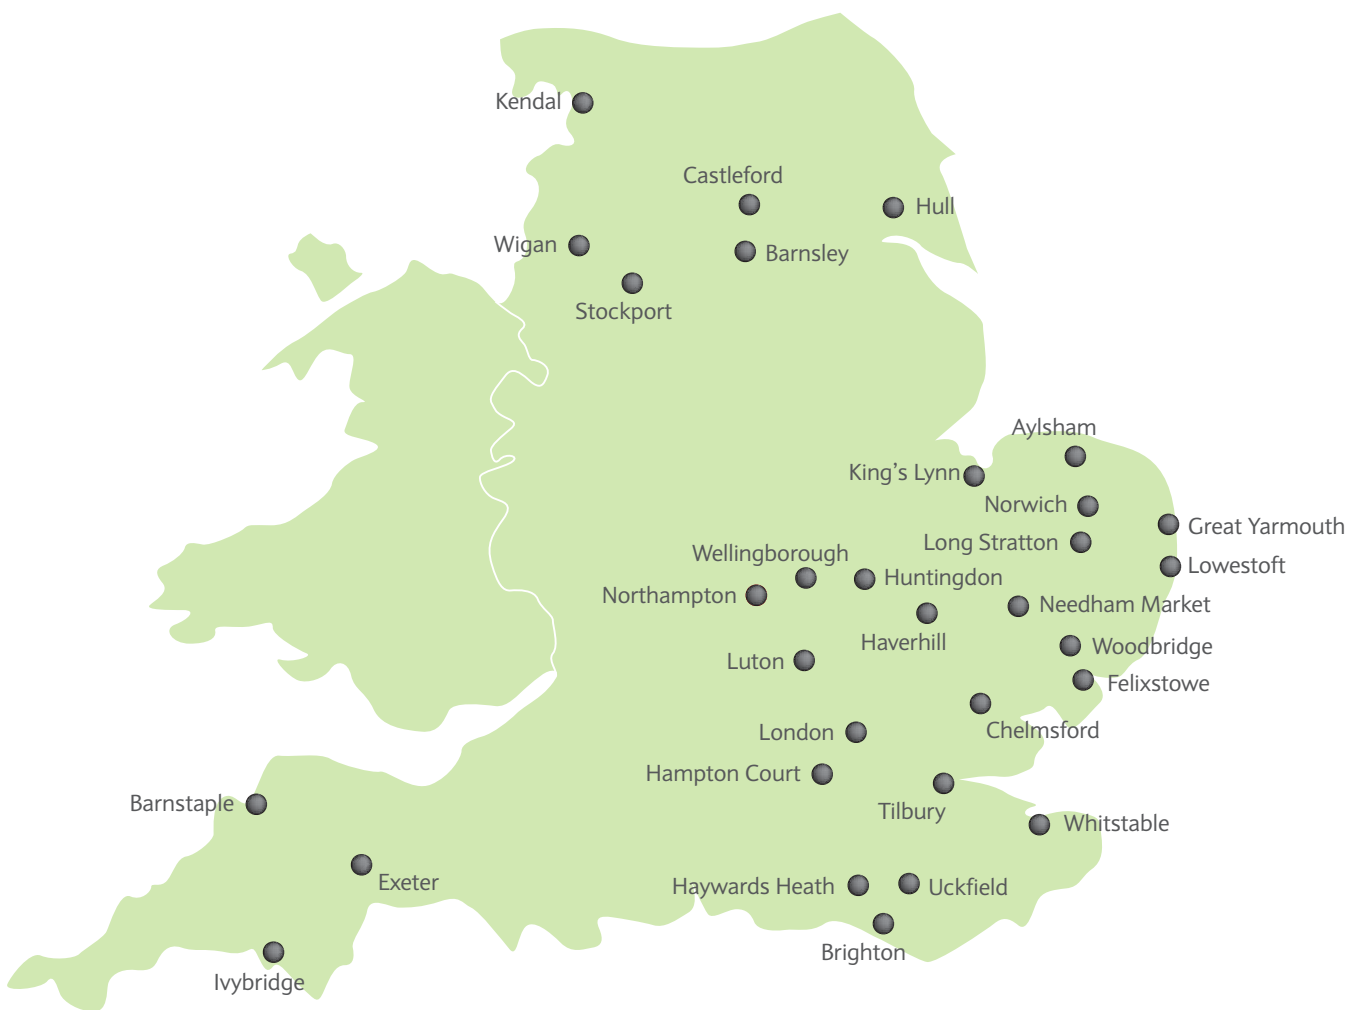 Kendal
Castleford
Hull
Wigan
Barnsley
Stockport
Aylsham
King's Lynn
Norwich
Great Yarmouth
Long Stratton
Wellingborough
Lowestoft
Huntingdon
Northampton
Needham Market
Haverhill
Woodbridge
Luton
Felixstowe
Chelmsford
London
Hampton Court
Barnstaple
Tilbury
Whitstable
Exeter
Haywards Heath
Uckfield
Brighton
Ivybridge